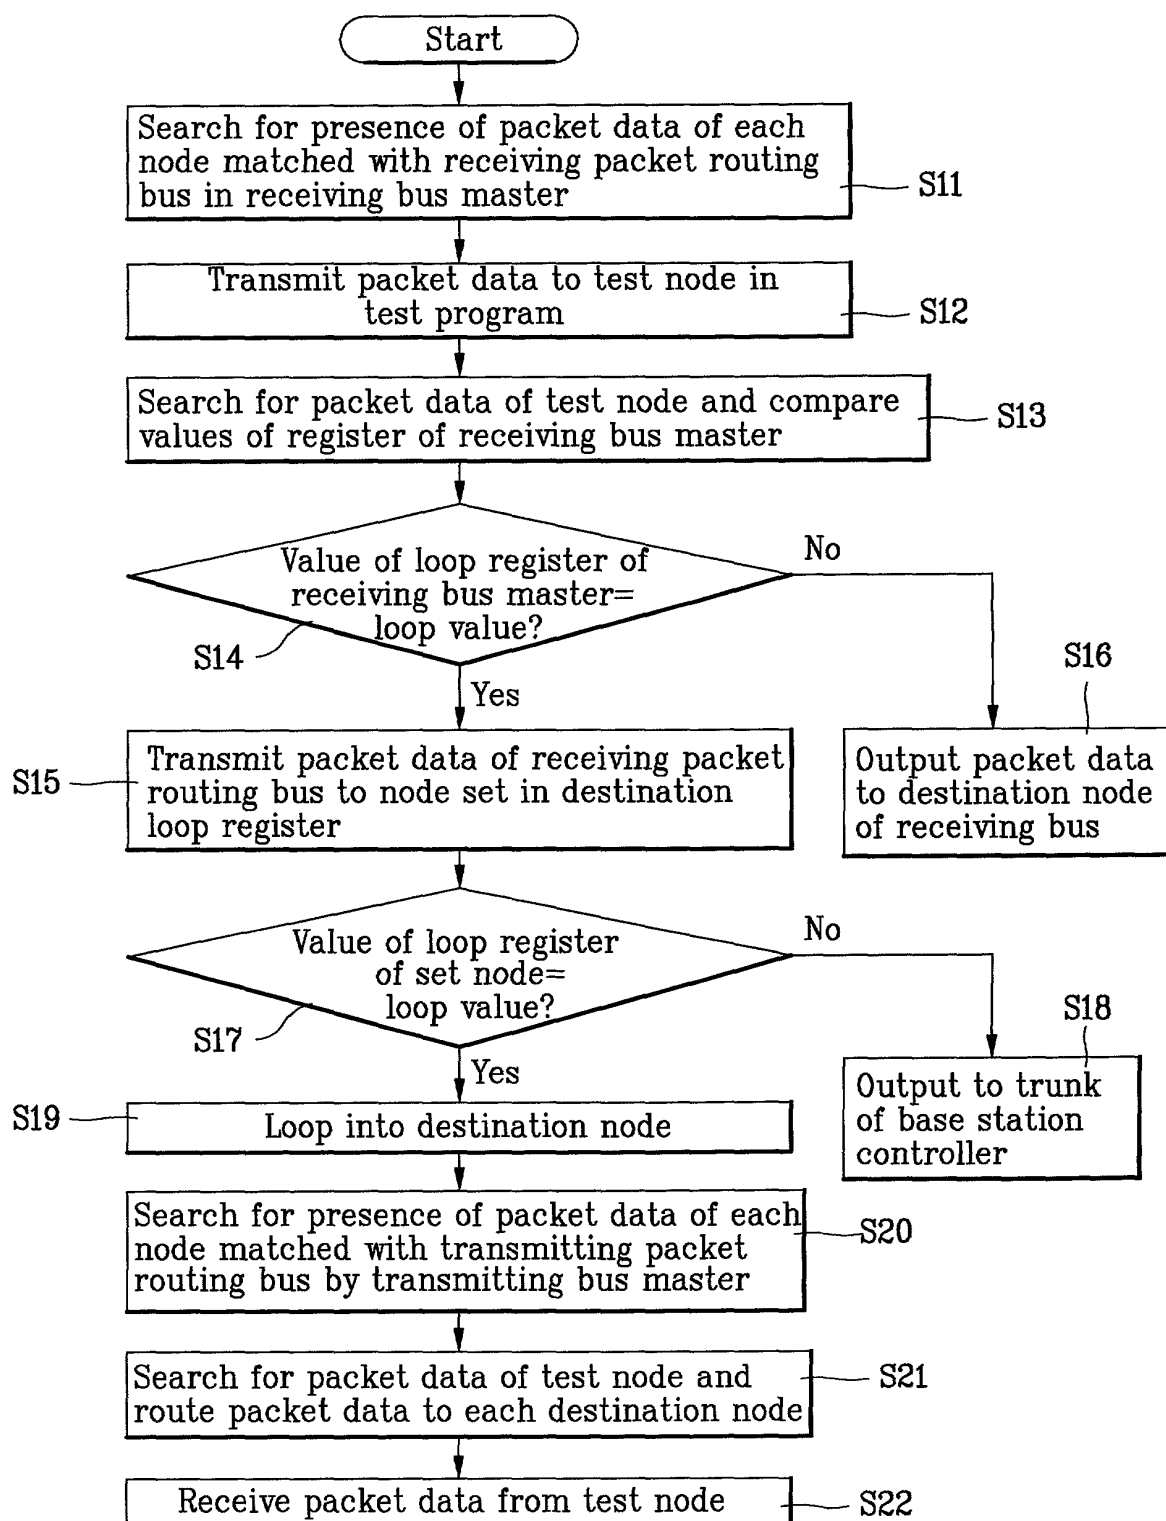 Start
Search for presence of packet data of each
node matched with receiving packet routing
bus in receiving bus master
S11
Transmit packet data to test node in
test program
S12
Search for packet data of test node and compare
values of register of receiving bus master
S13
Value of loop register of
receiving bus master=
loop value?
No
S14
Yes
S16
Transmit packet data of receiving packet
routing bus to node set in destination
loop register
S15
Output packet data
to destination node
of receiving bus
Value of loop register
of set node=
loop value?
No
S17
Yes
S18
Output to trunk
of base station
controller
S19
Loop into destination node
Search for presence of packet data of each
node matched with transmitting packet
routing bus by transmitting bus master
S20
Search for packet data of test node and
route packet data to each destination node
S21
Receive packet data from test node
S22